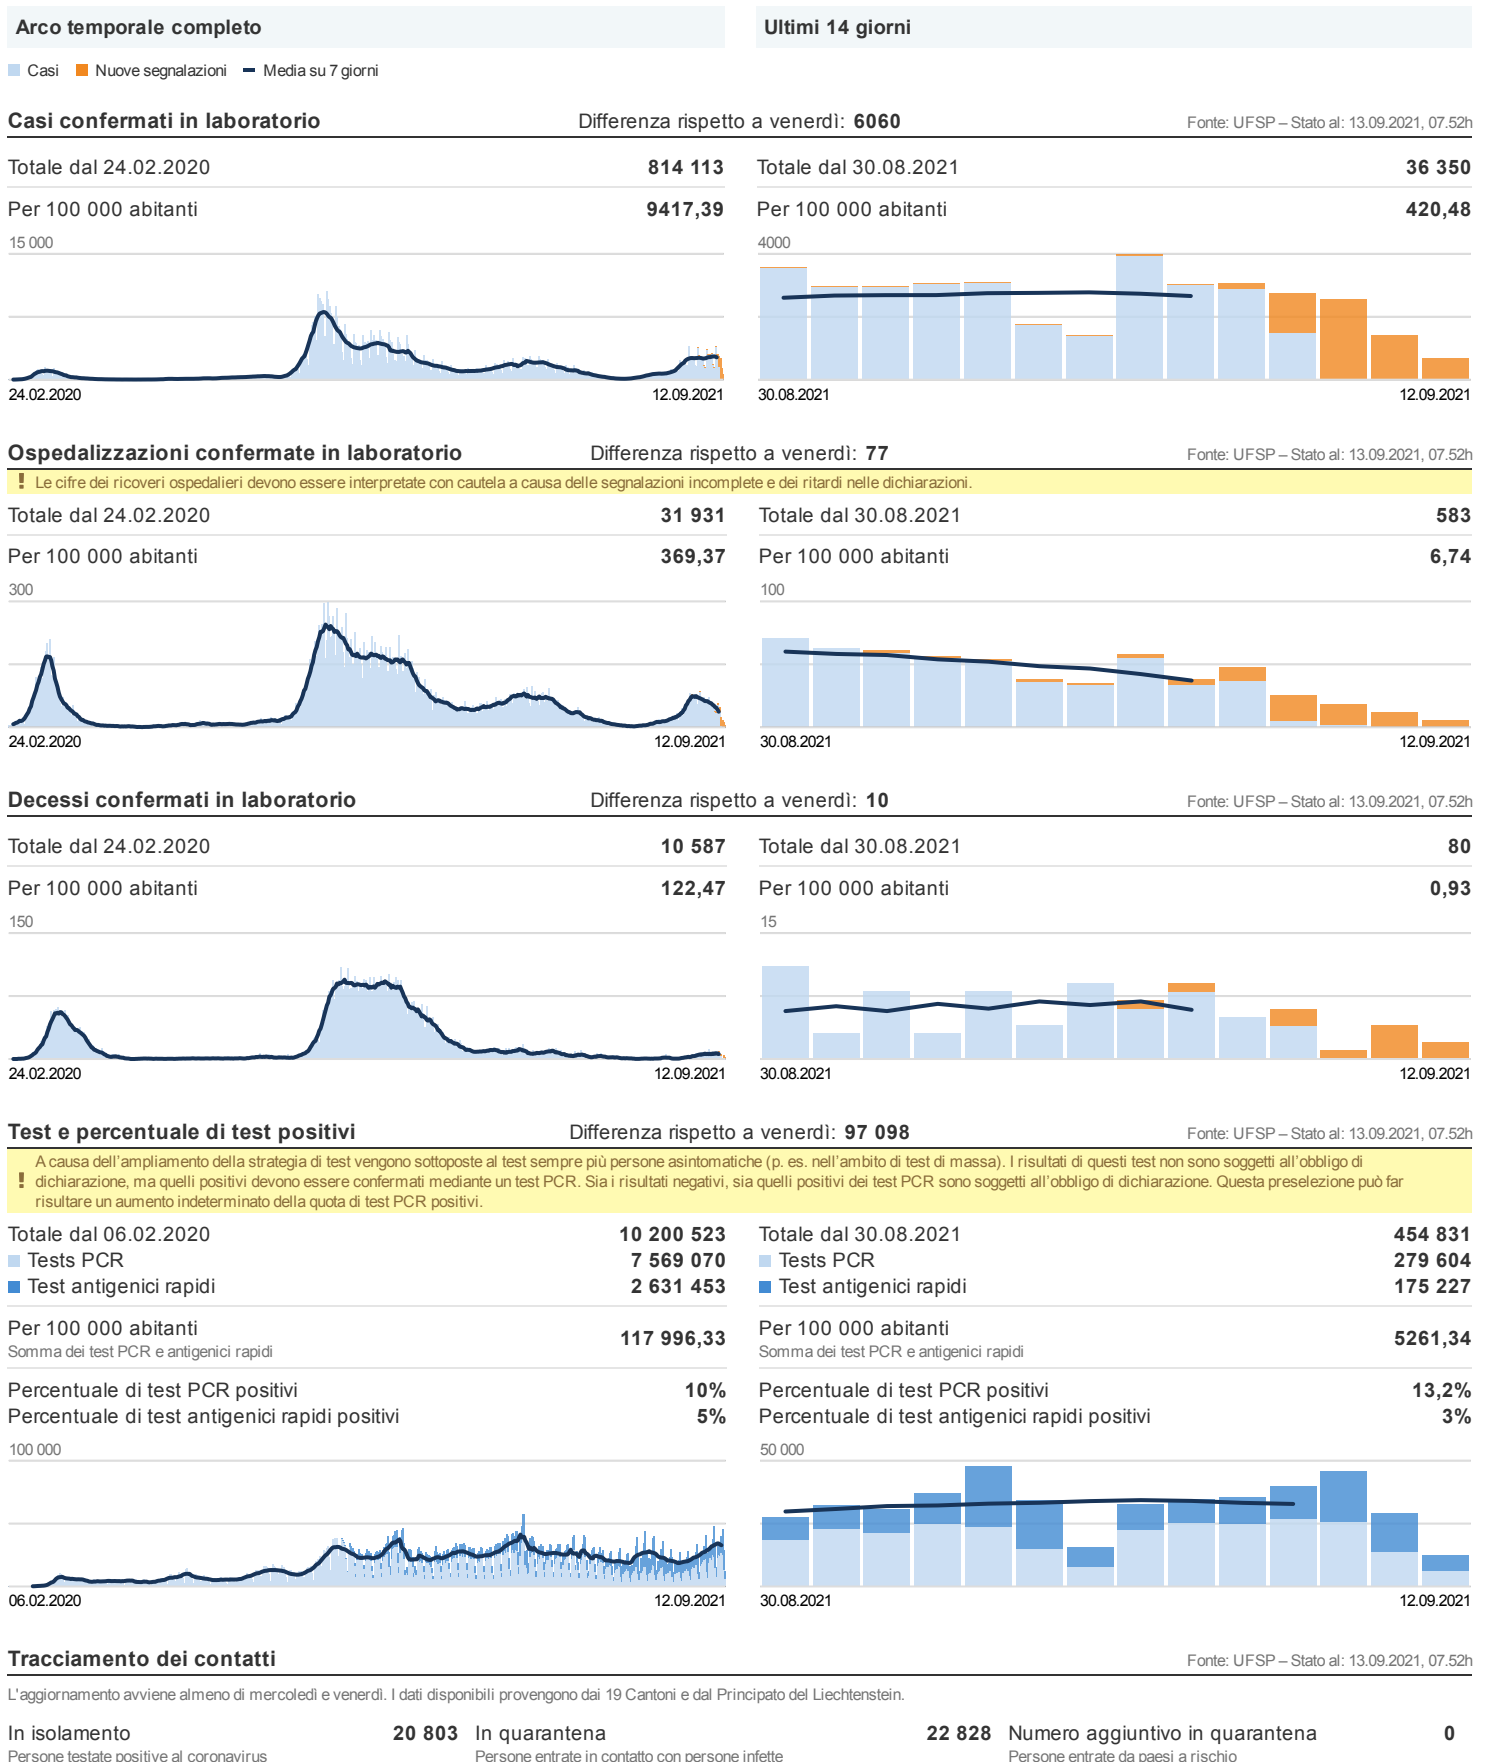 Arco temporale completo
Ultimi 14 giorni
Casi Nuove segnalazioni Media su 7 giorni
Casi confermati in laboratorio
Differenza rispetto a venerdì: 6060
Fonte: UFSP – Stato al: 13.09.2021, 07.52h
Totale dal 24.02.2020 814 113
Per 100 000 abitanti 9417,39
15 000
24.02.2020 12.09.2021
Totale dal 30.08.2021 36 350
Per 100 000 abitanti 420,48
4000
30.08.2021 12.09.2021
Ospedalizzazioni confermate in laboratorio
Differenza rispetto a venerdì: 77
Fonte: UFSP – Stato al: 13.09.2021, 07.52h
! Le cifre dei ricoveri ospedalieri devono essere interpretate con cautela a causa delle segnalazioni incomplete e dei ritardi nelle dichiarazioni.
Totale dal 24.02.2020 31 931
Per 100 000 abitanti 369,37
300
24.02.2020 12.09.2021
Totale dal 30.08.2021 583
Per 100 000 abitanti 6,74
100
30.08.2021 12.09.2021
Decessi confermati in laboratorio
Differenza rispetto a venerdì: 10
Fonte: UFSP – Stato al: 13.09.2021, 07.52h
Totale dal 24.02.2020 10 587
Per 100 000 abitanti 122,47
150
24.02.2020 12.09.2021
Totale dal 30.08.2021 80
Per 100 000 abitanti 0,93
15
30.08.2021 12.09.2021
Test e percentuale di test positivi
Differenza rispetto a venerdì: 97 098
Fonte: UFSP – Stato al: 13.09.2021, 07.52h
A causa dell'ampliamento della strategia di test vengono sottoposte al test sempre più persone asintomatiche (p. es. nell'ambito di test di massa). I risultati di questi test non sono soggetti all'obbligo di
! dichiarazione, ma quelli positivi devono essere confermati mediante un test PCR. Sia i risultati negativi, sia quelli positivi dei test PCR sono soggetti all'obbligo di dichiarazione. Questa preselezione può far
risultare un aumento indeterminato della quota di test PCR positivi.
Totale dal 06.02.2020 10 200 523
Tests PCR 7 569 070
Test antigenici rapidi 2 631 453
Per 100 000 abitanti 117 996,33
Somma dei test PCR e antigenici rapidi
Percentuale di test PCR positivi 10%
Percentuale di test antigenici rapidi positivi 5%
100 000
06.02.2020 12.09.2021
Totale dal 30.08.2021 454 831
Tests PCR 279 604
Test antigenici rapidi 175 227
Per 100 000 abitanti 5261,34
Somma dei test PCR e antigenici rapidi
Percentuale di test PCR positivi 13,2%
Percentuale di test antigenici rapidi positivi 3%
50 000
30.08.2021 12.09.2021
Tracciamento dei contatti
Fonte: UFSP – Stato al: 13.09.2021, 07.52h
L'aggiornamento avviene almeno di mercoledì e venerdì. I dati disponibili provengono dai 19 Cantoni e dal Principato del Liechtenstein.
In isolamento 20 803
Persone testate positive al coronavirus
In quarantena 22 828
Persone entrate in contatto con persone infette
Numero aggiuntivo in quarantena 0
Persone entrate da paesi a rischio